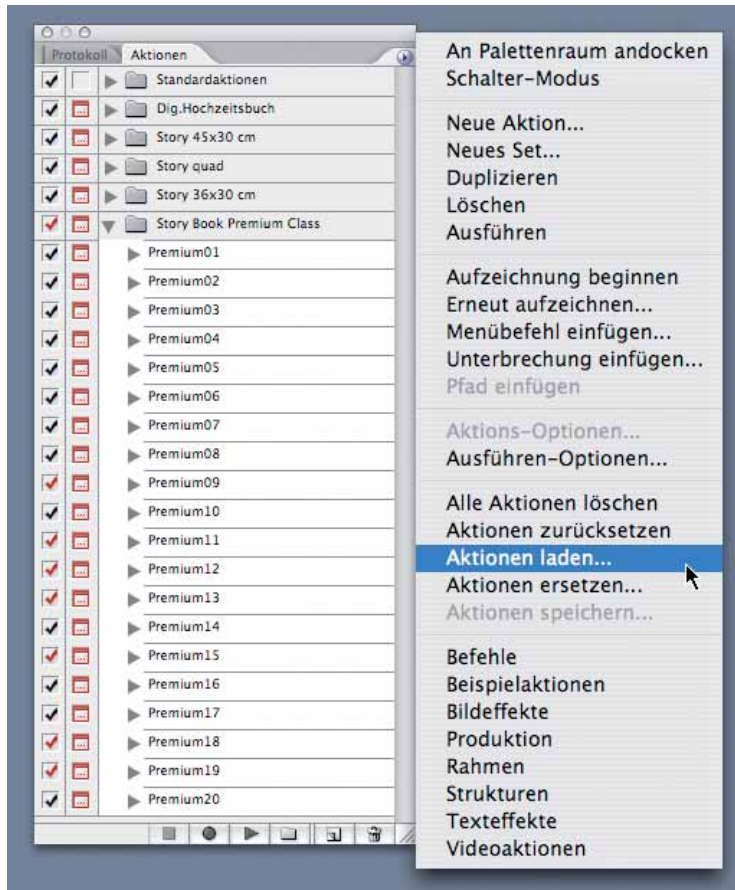 Protokoll
Aktionen
Standardaktionen
Dig.Hochzeitsbuch
Story 45x30 cm
Story quad
Story 36x30 cm
Story Book Premium Class
Premium01
Premium02
Premium03
Premium04
Premium05
Premium06
Premium07
Premium08
Premium09
Premium10
Premium11
Premium12
Premium13
Premium14
Premium15
Premium16
Premium17
Premium18
Premium19
Premium20
An Palettenraum andocken
Schalter-Modus
Neue Aktion...
Neues Set...
Duplizieren
Löschen
Ausführen
Aufzeichnung beginnen
Erneut aufzeichnen...
Menübefehl einfügen...
Unterbrechung einfügen...
Pfad einfügen
Aktions-Optionen...
Ausführen-Optionen...
Alle Aktionen löschen
Aktionen zurücksetzen
Aktionen laden...
Aktionen ersetzen...
Aktionen speichern...
Befehle
Beispielaktionen
Bildeffekte
Produktion
Rahmen
Strukturen
Texteffekte
Videoaktionen